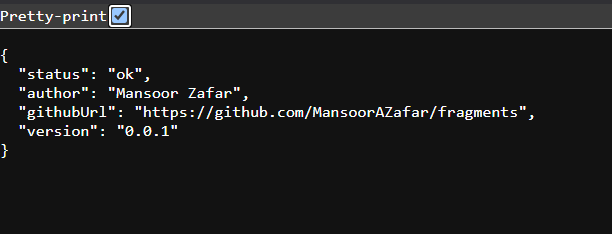 Pretty-print
{
  "status": "ok",
  "author": "Mansoor Zafar",
  "githubUrl": "https://github.com/MansoorAZafar/fragments",
  "version": "0.0.1"
}